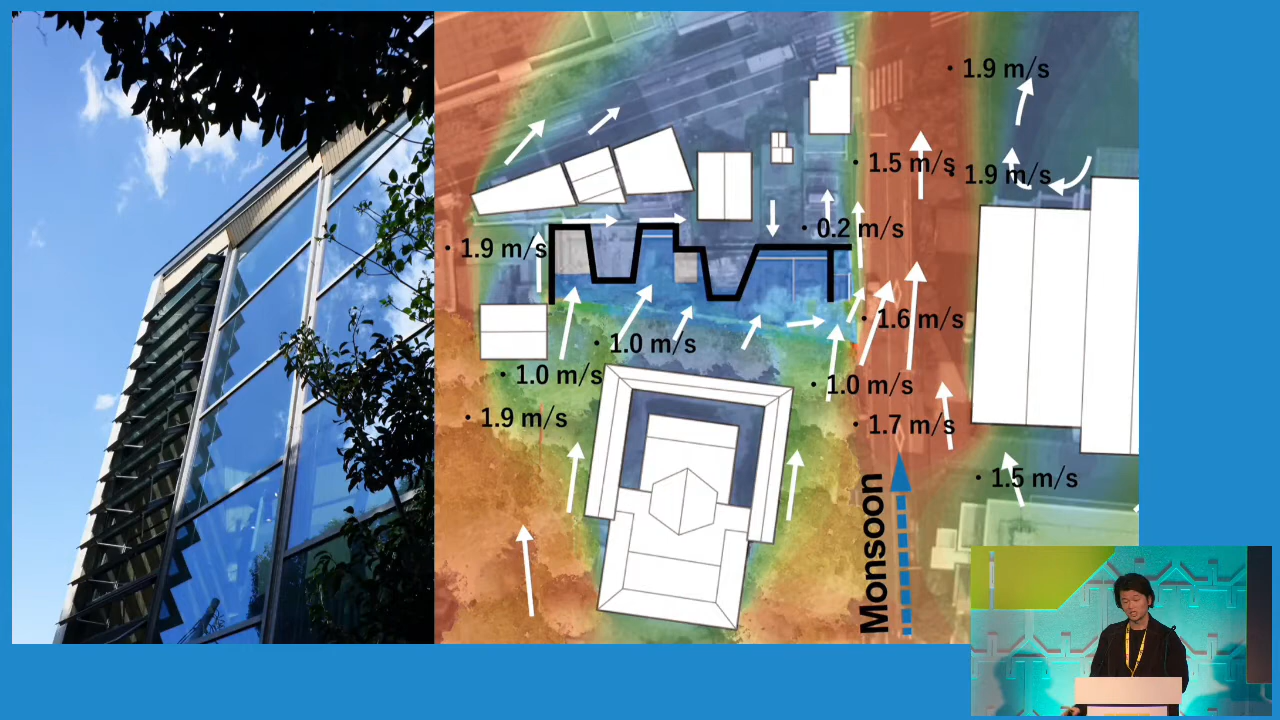 · 1.9 m/s
· 1.5 m/s
· 1.9 m/s
· 0.2 m/s
· 1.9 m/s
· 1.6 m/s
· 1.0 m/s
· 1.0 m/s
· 1.0 m/s
· 1.9 m/s
· 1.7 m/s
· 1.5 m/s
Monsoon